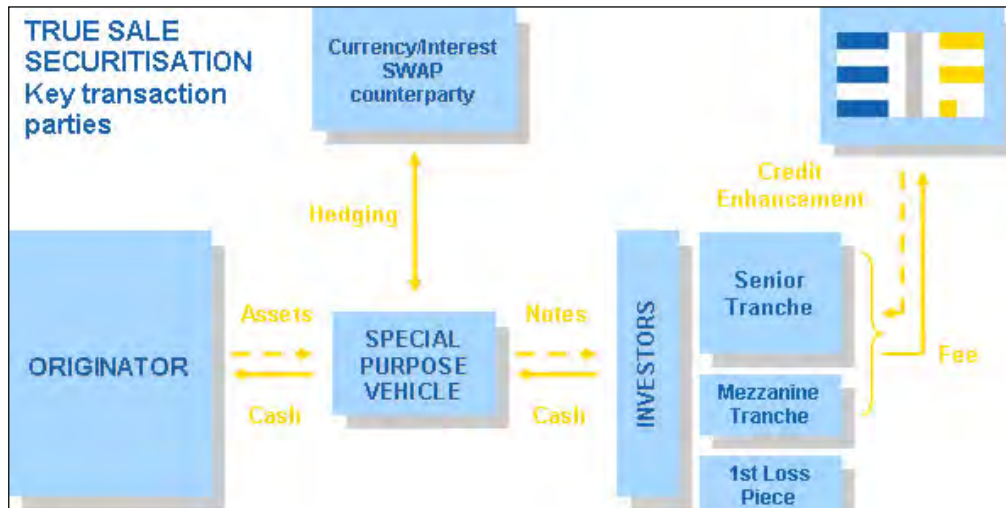 TRUE SALE
SECURITISATION
Key transaction
parties
Currency/Interest
SWAP
counterparty
Credit
Enhancement
Hedging
ORIGINATOR
Assets
Cash
SPECIAL
PURPOSE
VEHICLE
Notes
Cash
INVESTORS
Senior
Tranche
Mezzanine
Tranche
1st Loss
Piece
Fee